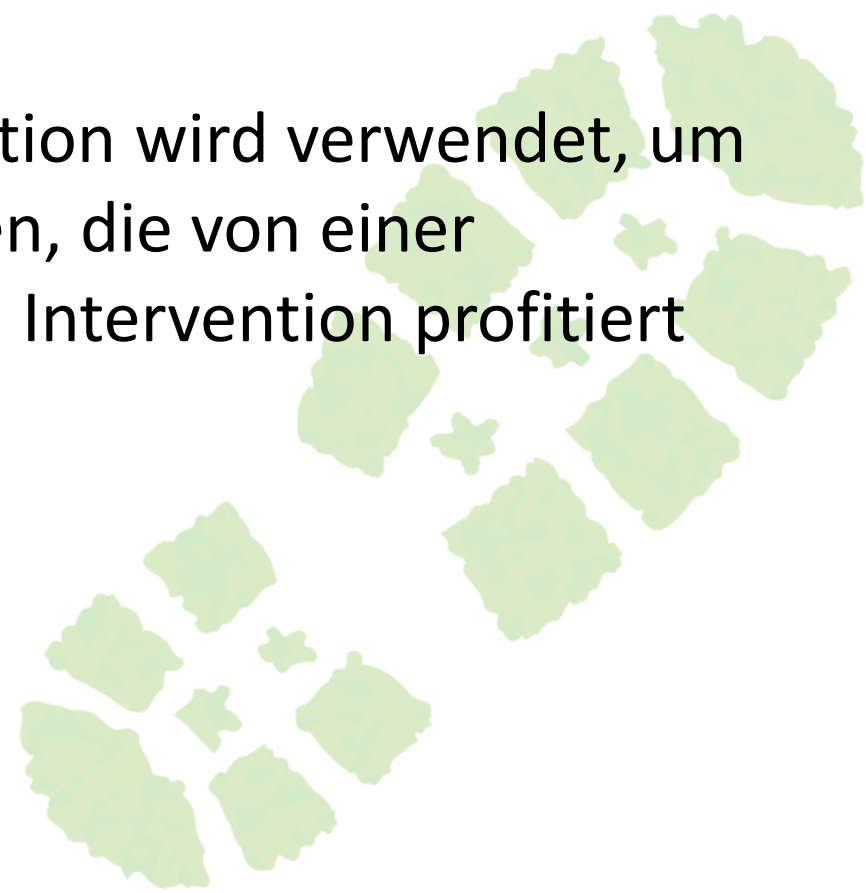 tion wird verwendet, um
n, die von einer
Intervention profitiert